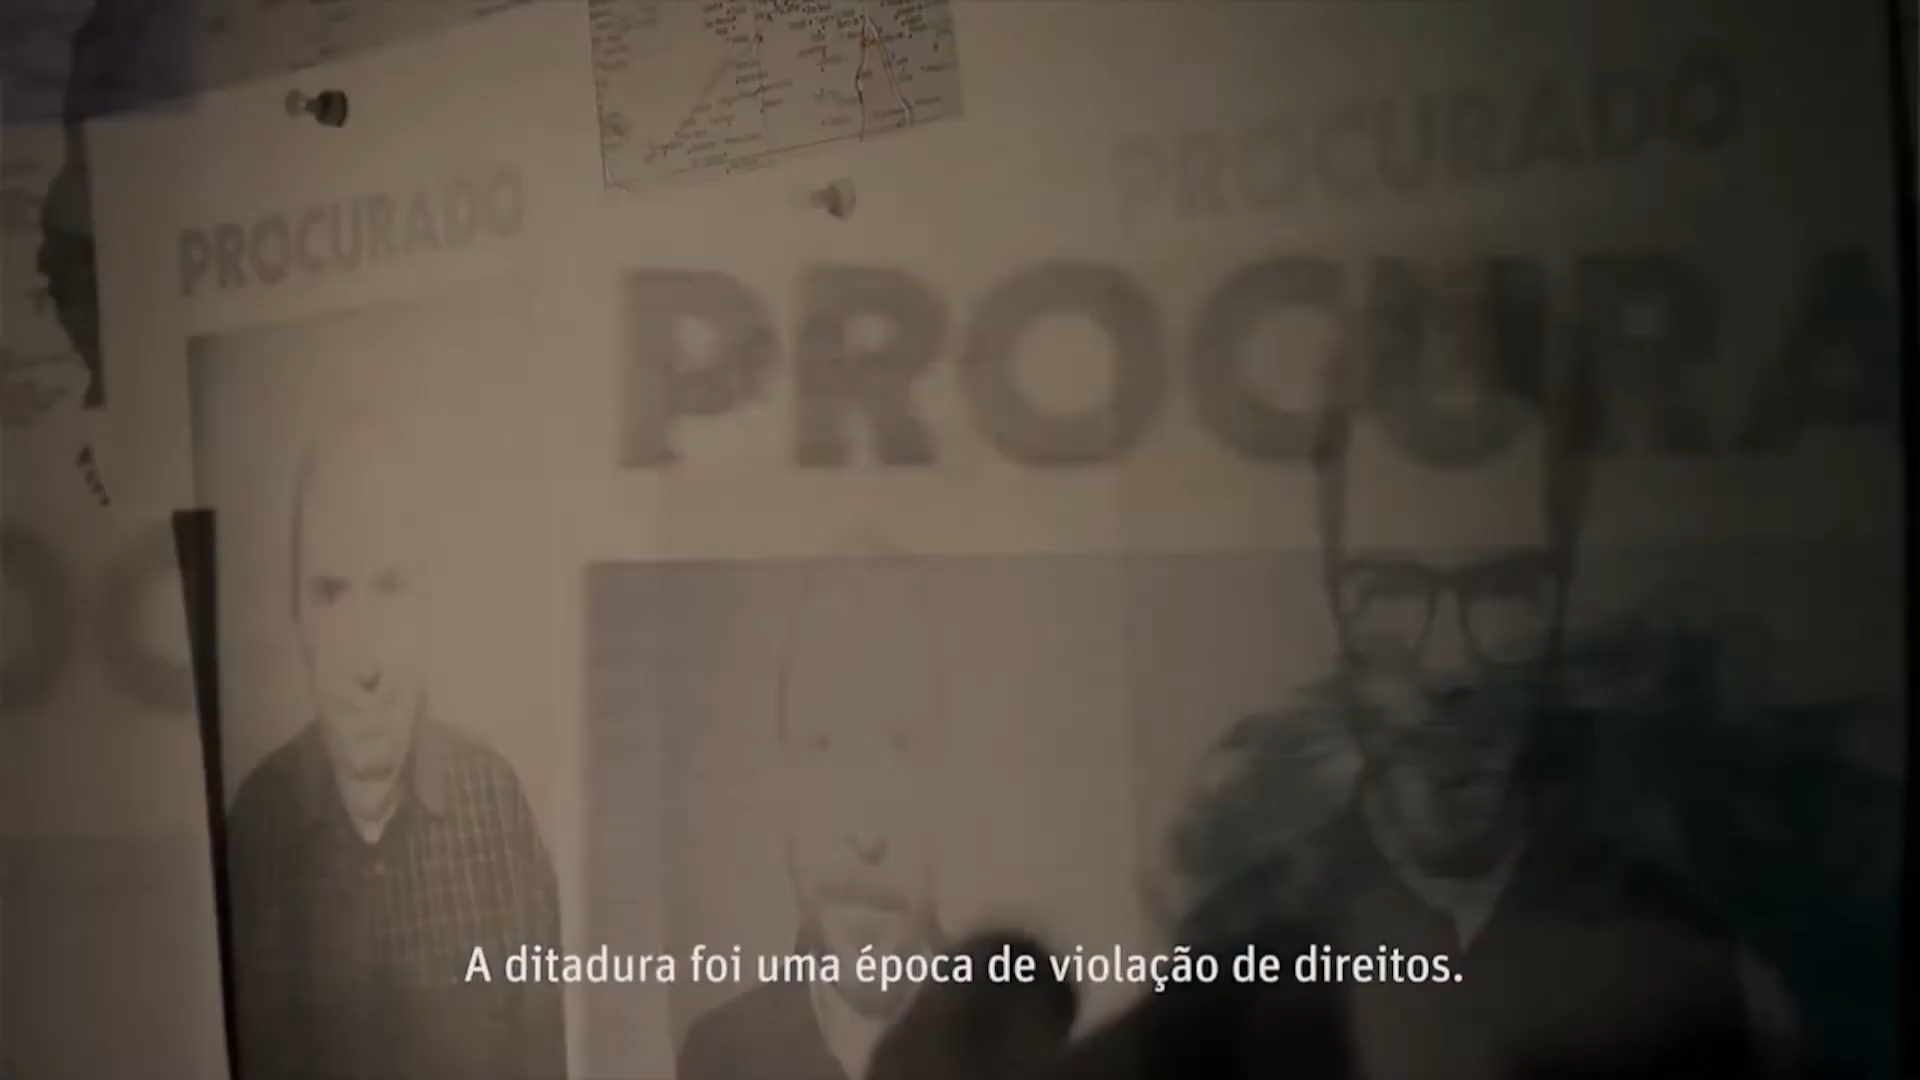 PROCURADO
PROCURADO
PROCURA
A ditadura foi uma época de violação de direitos.